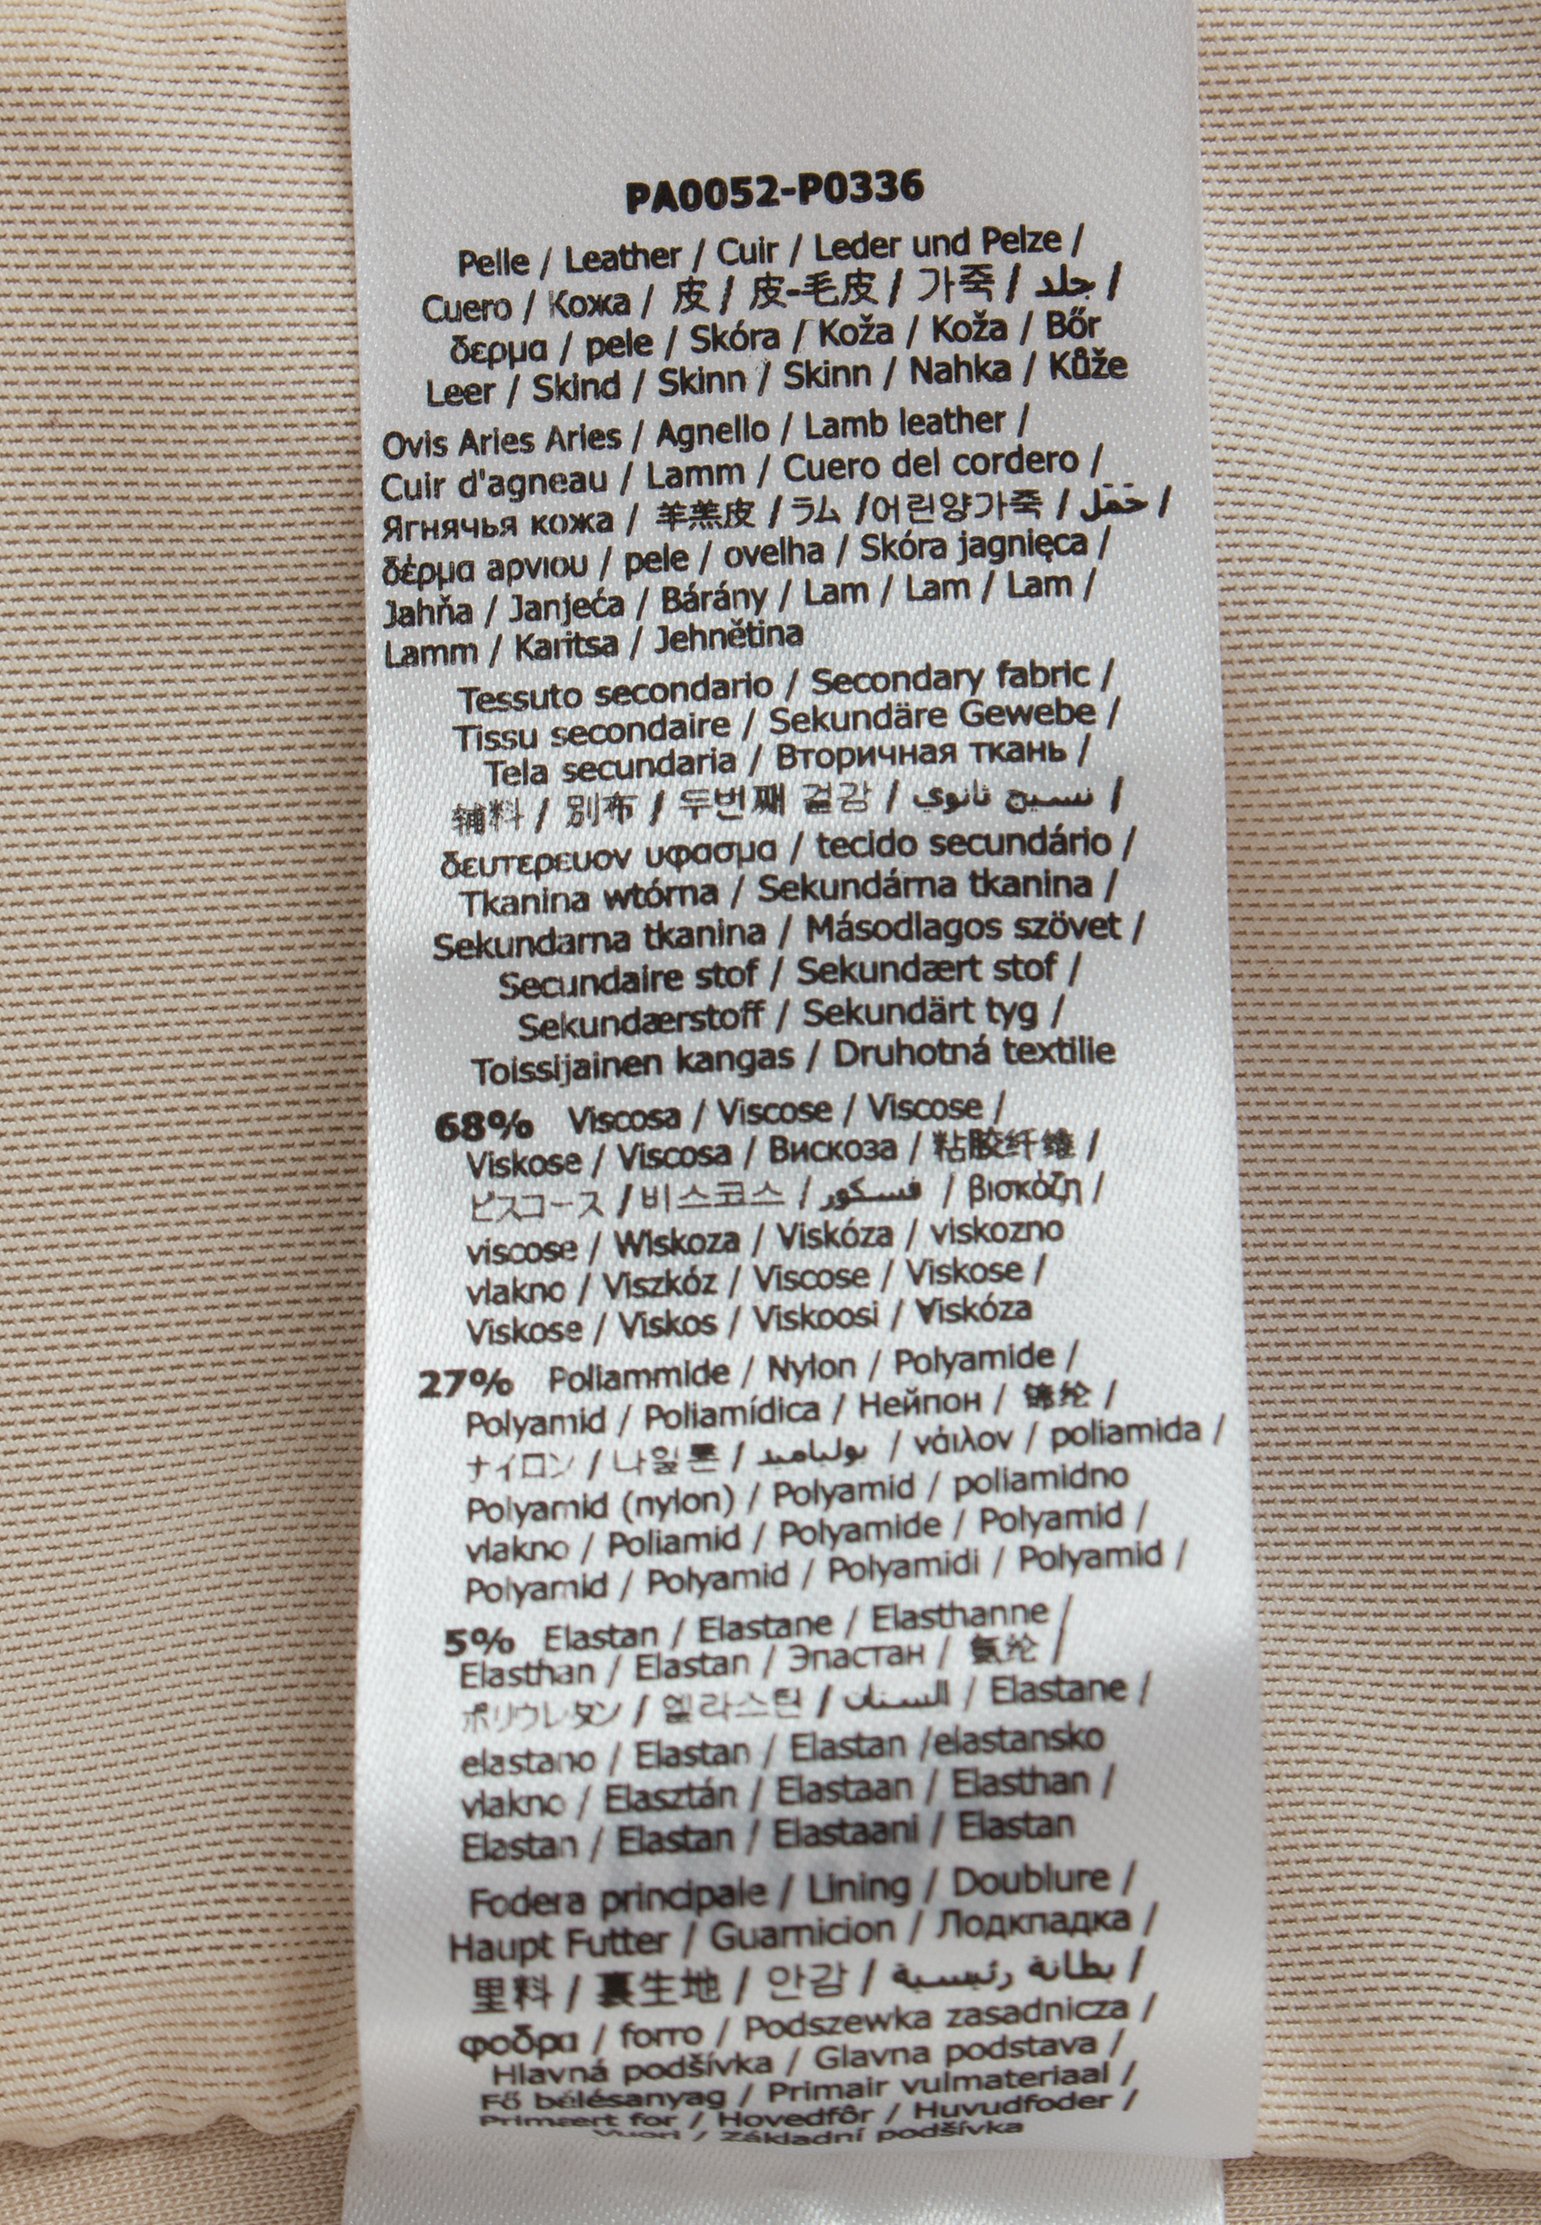 PA0052-P0336
Pelle / Leather / Cuir / Leder und Pelze /
Cuero / Кожа / 皮 / 皮-毛皮 / 가죽 / جلد /
δερμα / pele / Skóra / Koža / Koža / Bőr
Leer / Skind / Skinn / Skinn / Nahka / Kůže
Ovis Aries Aries / Agnello / Lamb leather /
Cuir d'agneau / Lamm / Cuero del cordero /
Ягнячья кожа / 羊羔皮 / ラム /어린양가죽 / حَمَل /
δέρμα αρνιου / pele / ovelha / Skóra jagnięca /
Jahňa / Janjeća / Bárány / Lam / Lam / Lam /
Lamm / Karitsa / Jehnětina
Tessuto secondario / Secondary fabric /
Tissu secondaire / Sekundäre Gewebe /
Tela secundaria / Вторичная ткань /
辅料 / 別布 / 두번째 겉감 / نسيج ثانوي /
δευτερευον υφασμα / tecido secundário /
Tkanina wtórna / Sekundárna tkanina /
Sekundarna tkanina / Másodlagos szövet /
Secundaire stof / Sekundært stof /
Sekundærstoff / Sekundärt tyg /
Toissijainen kangas / Druhotná textilie
68% Viscosa / Viscose / Viscose /
Viskose / Viscosa / Вискоза / 粘胶纤维 /
ビスコース / 비스코스 / فسكور / βισκόζη /
viscose / Wiskoza / Viskóza / viskozno
vlakno / Viszkóz / Viscose / Viskose /
Viskose / Viskos / Viskoosi / Viskóza
27% Poliammide / Nylon / Polyamide /
Polyamid / Poliamídica / Нейпон / 锦纶 /
ナイロン / 나일론 / بولياميد / νάιλον / poliamida /
Polyamid (nylon) / Polyamid / poliamidno
vlakno / Poliamid / Polyamide / Polyamid /
Polyamid / Polyamid / Polyamidi / Polyamid /
5% Elastan / Elastane / Elasthanne /
Elasthan / Elastan / Эпастан / 氨纶 /
ポリウレタン / 엘라스틴 / السنان / Elastane /
elastano / Elastan / Elastan /elastansko
vlakno / Elasztán / Elastaan / Elasthan /
Elastan / Elastan / Elastaani / Elastan
Fodera principale / Lining / Doublure /
Haupt Futter / Guarnicion / Лодкпадка /
里料 / 裏生地 / 안감 / بطانة رئيسية /
φοδρα / forro / Podszewka zasadnicza /
Hlavná podšívka / Glavna podstava /
Fő bélésanyag / Primair vulmateriaal /
Primært for / Hovedfôr / Huvudfoder /
Vuori / Základní podšívka